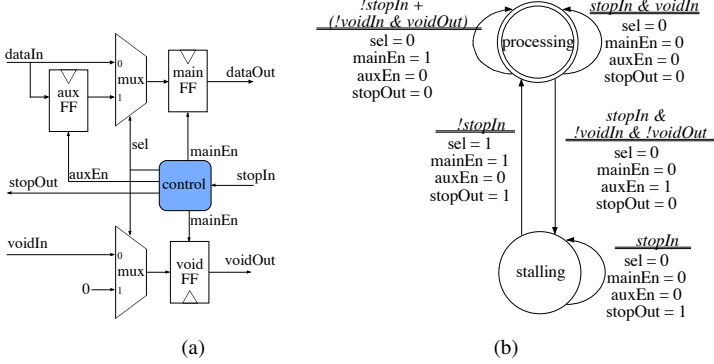 dataIn
0
mux
1
aux
FF
main
FF
dataOut
sel
mainEn
auxEn
stopOut
control
stopIn
mainEn
voidIn
0
mux
0
1
void
FF
voidOut
(a)
!stopIn +
(!voidIn & voidOut)
sel = 0
mainEn = 1
auxEn = 0
stopOut = 0
processing
stopIn & voidIn
sel = 0
mainEn = 0
auxEn = 0
stopOut = 0
!stopIn
sel = 1
mainEn = 1
auxEn = 0
stopOut = 1
stopIn &
!voidIn & !voidOut
sel = 0
mainEn = 0
auxEn = 1
stopOut = 0
stalling
stopIn
sel = 0
mainEn = 0
auxEn = 0
stopOut = 1
(b)